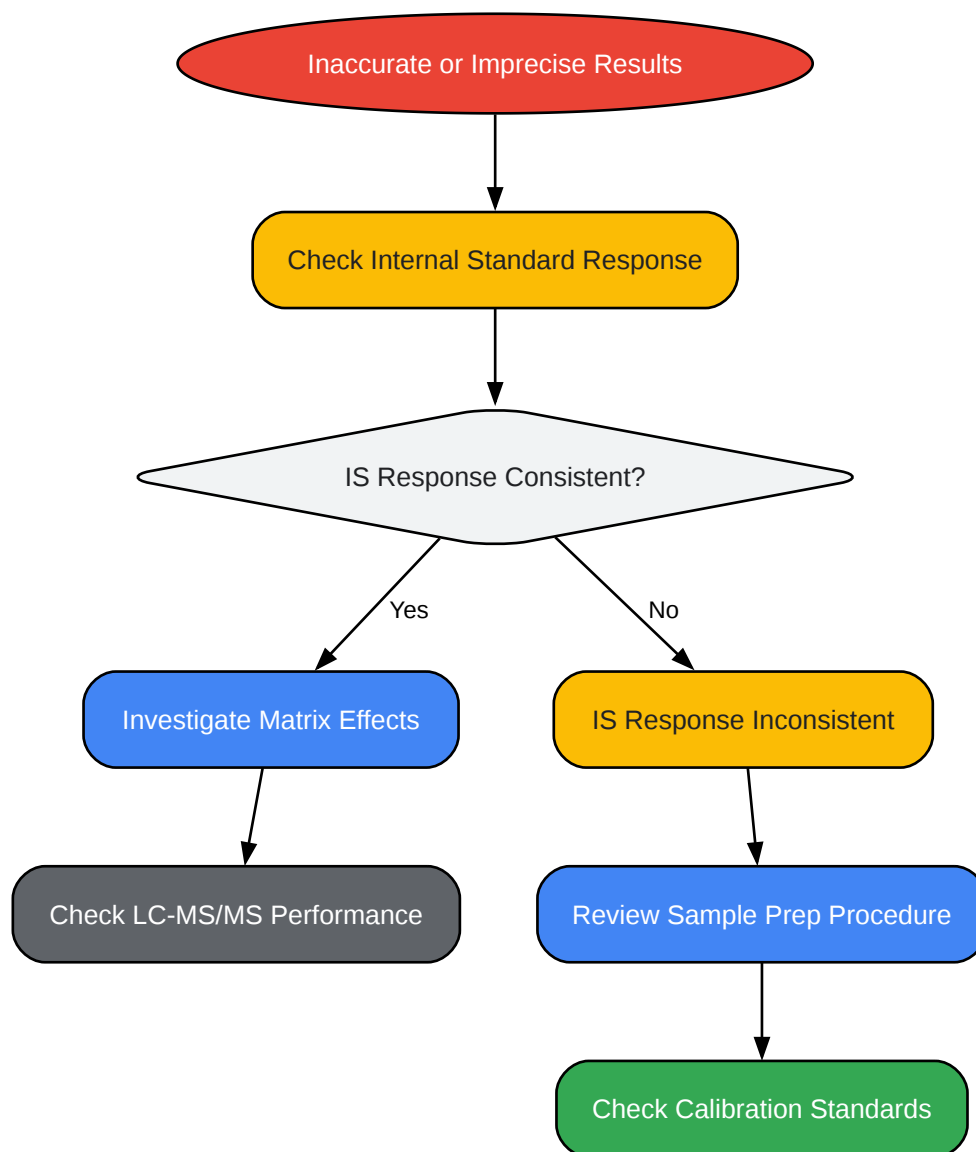 Inaccurate or Imprecise Results
Check Internal Standard Response
IS Response Consistent?
Yes
No
Investigate Matrix Effects
IS Response Inconsistent
Check LC-MS/MS Performance
Review Sample Prep Procedure
Check Calibration Standards